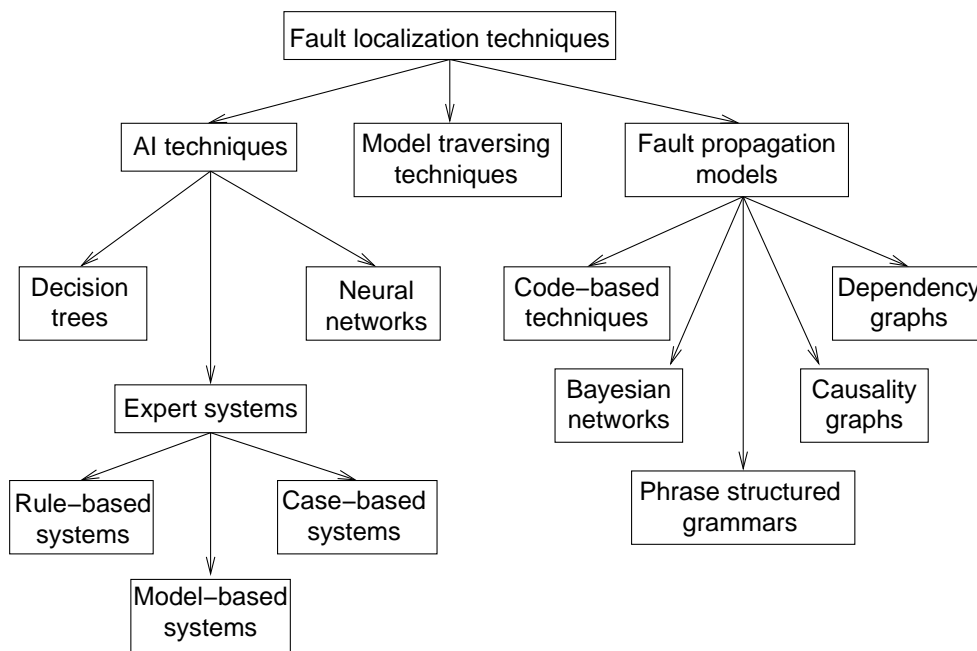 Fault localization techniques
AI techniques
Model traversing
techniques
Fault propagation
models
Decision
trees
Neural
networks
Code−based
techniques
Dependency
graphs
Expert systems
Bayesian
networks
Causality
graphs
Rule−based
systems
Case−based
systems
Phrase structured
grammars
Model−based
systems